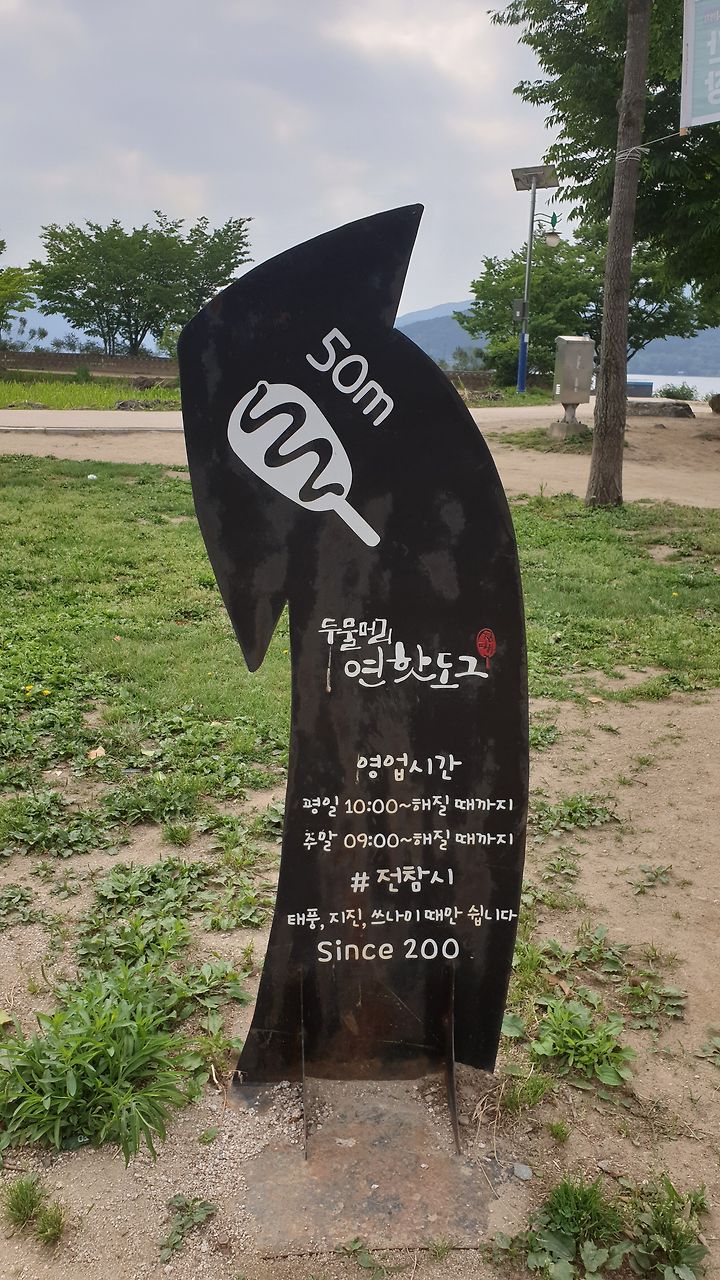 50m
두물머리
연핫도그
영업시간
평일 10:00~해질 때까지
주말 09:00~해질 때까지
# 전참시
태풍, 지진, 쓰나미 때만 쉽니다
Since 200